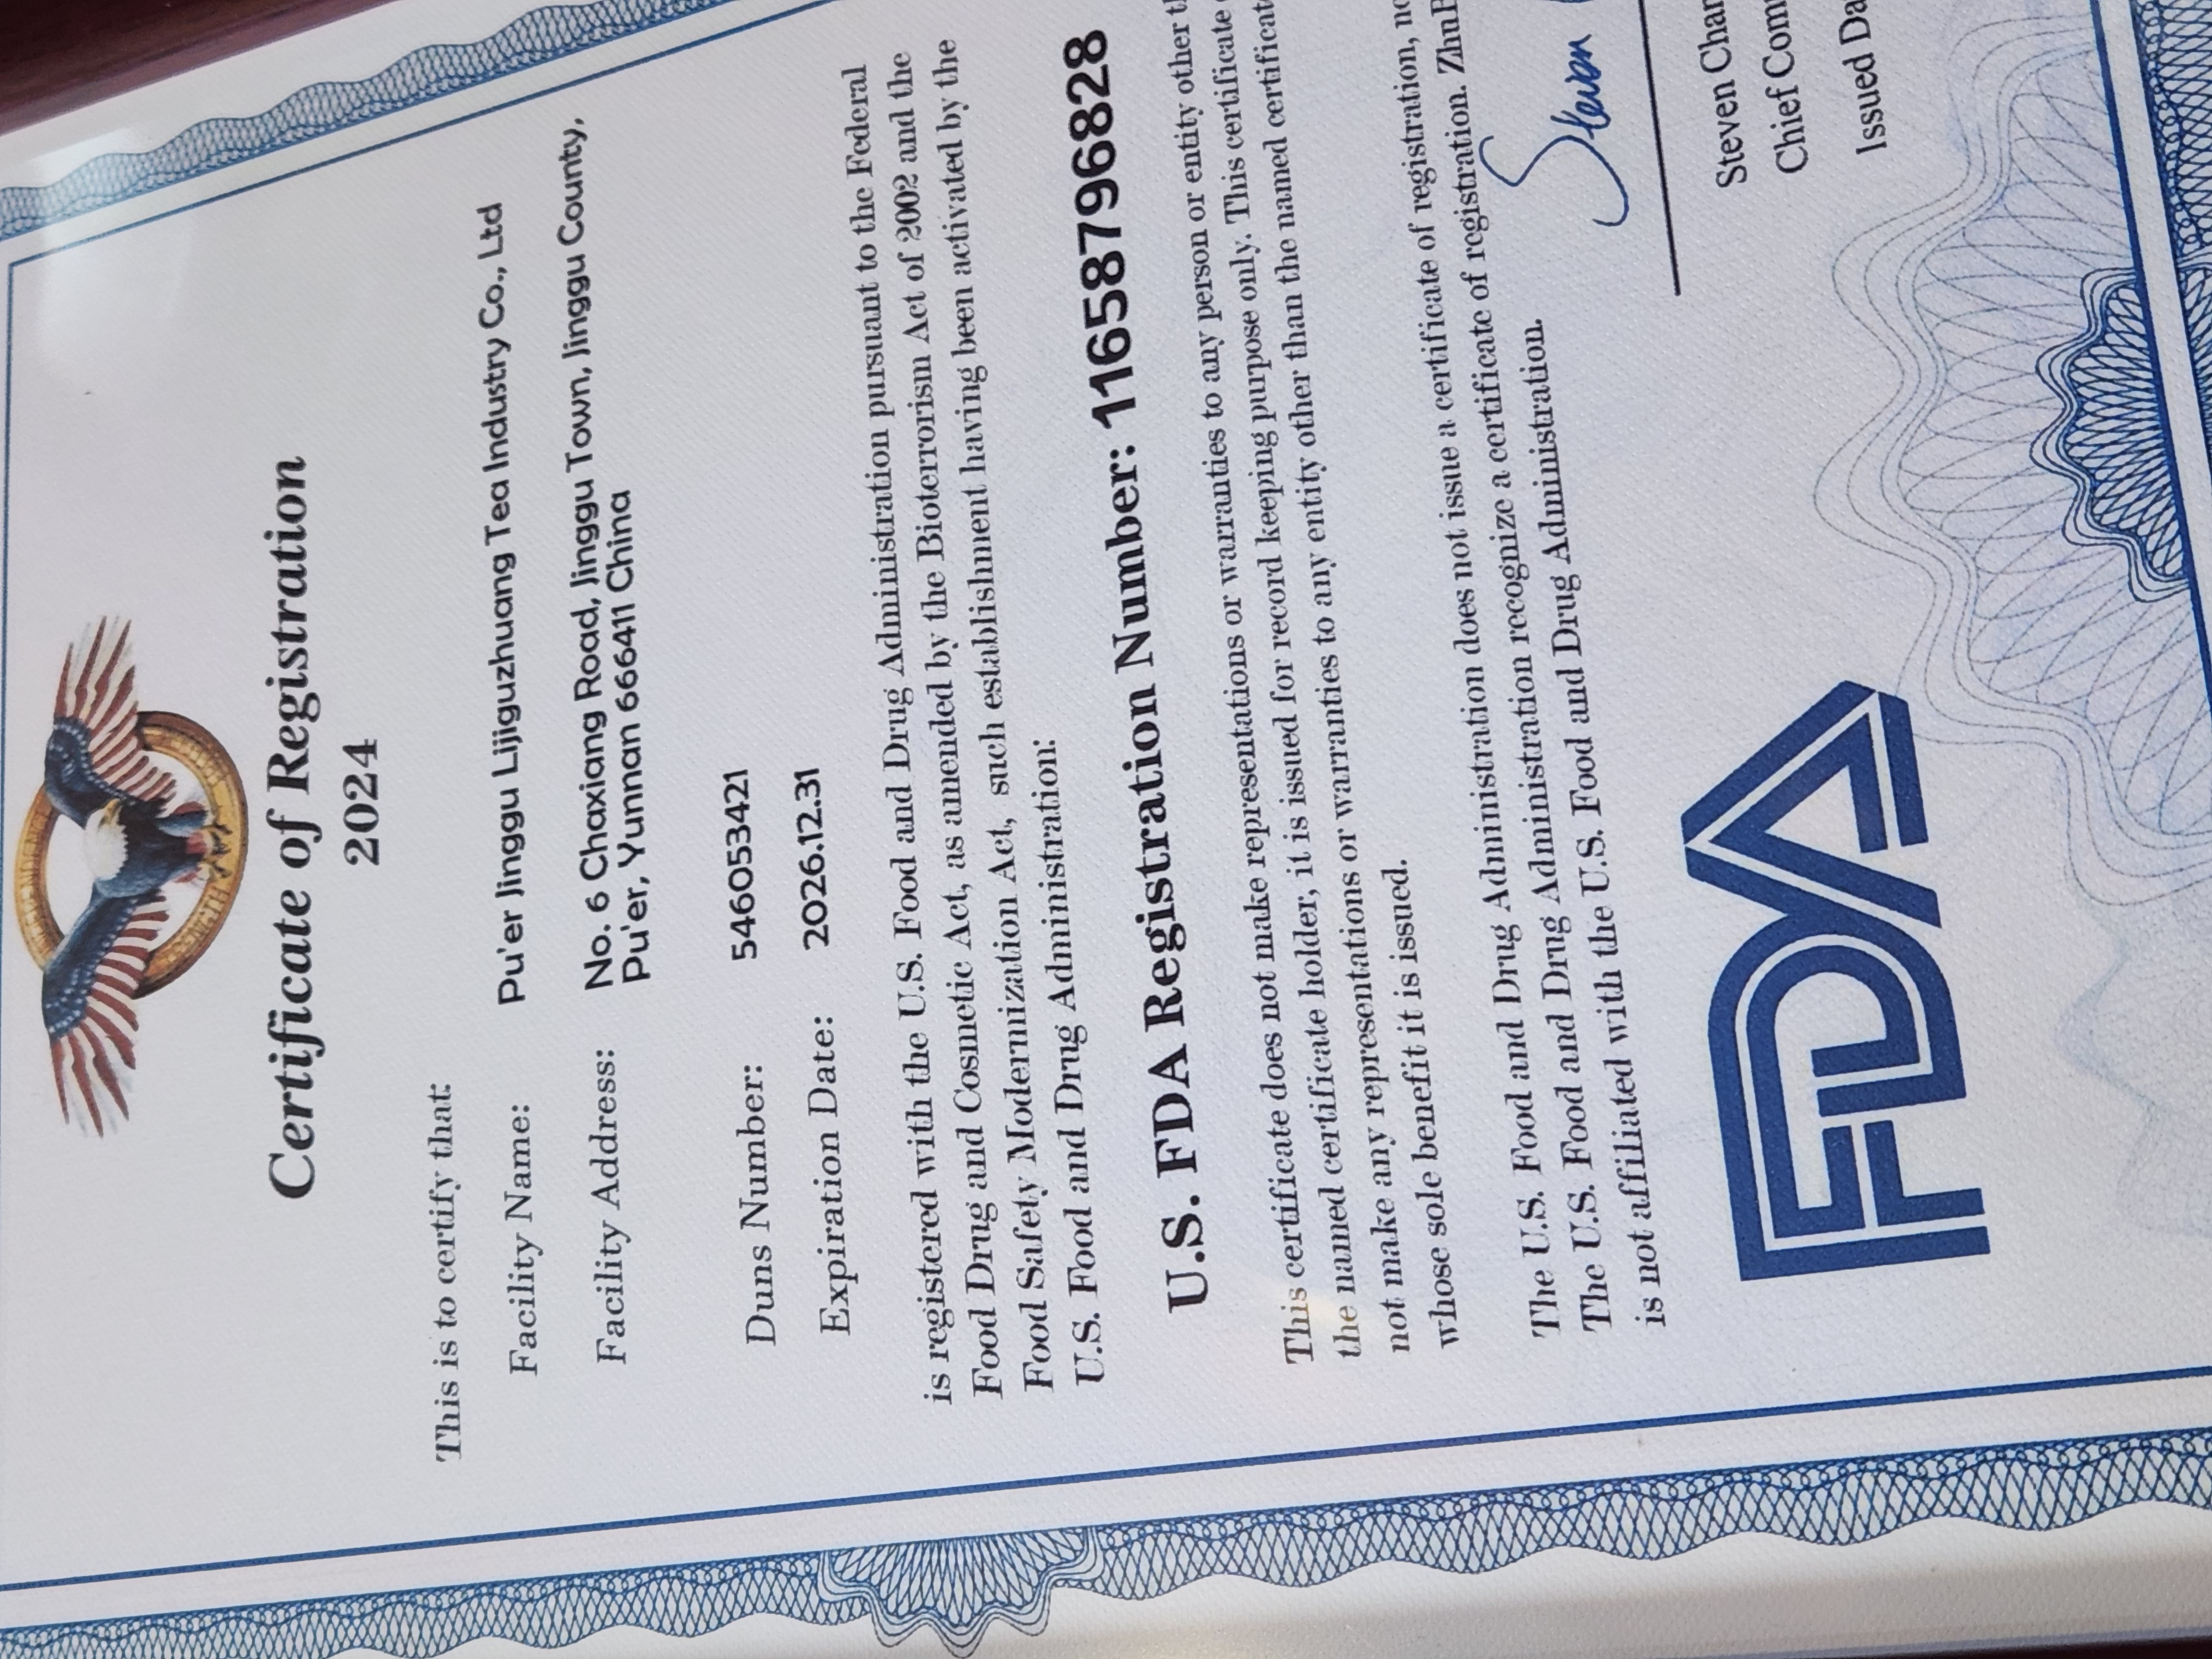 Certificate of Registration
2024
This is to certify that:
Facility Name: Pu'er Jinggu Lijiguzhuang Tea Industry Co., Ltd
Facility Address: No. 6 Chaxiang Road, Jinggu Town, Jinggu County,
Pu'er, Yunnan 666411 China
Duns Number: 546053421
Expiration Date: 2026.12.31
is registered with the U.S. Food and Drug Administration pursuant to the Federal
Food Drug and Cosmetic Act, as amended by the Bioterrorism Act of 2002 and the
Food Safety Modernization Act, such establishment having been activated by the
U.S. Food and Drug Administration:
U.S. FDA Registration Number: 11658796828
This certificate does not make representations or warranties to any person or entity other
the named certificate holder, it is issued for record keeping purpose only. This certificate
not make any representations or warranties to any entity other than the named certificate
whose sole benefit it is issued.
The U.S. Food and Drug Administration does not issue a certificate of registration,
The U.S. Food and Drug Administration recognize a certificate of registration.
is not affiliated with the U.S. Food and Drug Administration.
FDA
Steven
Steven
Chief
Issued